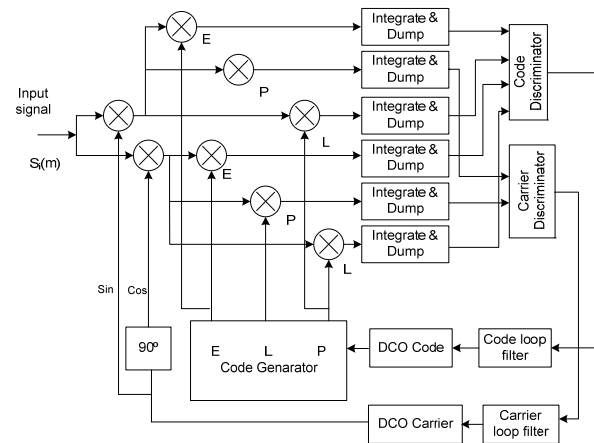 Integrate &
Dump
E
Integrate &
Dump
P
Code
Discriminator
Input
signal
Integrate &
Dump
L
Sᵢ(m)
Integrate &
Dump
E
Carrier
Discriminator
Integrate &
Dump
P
Integrate &
Dump
L
Sin
Cos
90º
E L P
Code Genarator
DCO Code
Code loop
filter
DCO Carrier
Carrier
loop filter